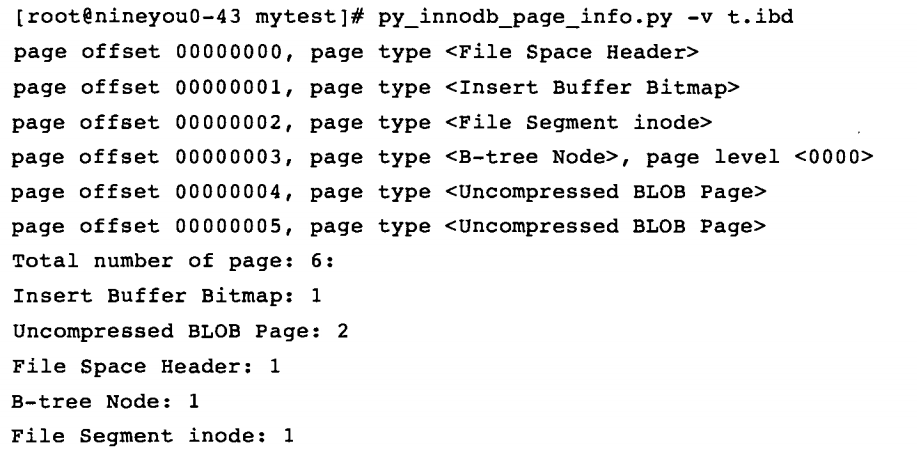 [root@nineyou0-43 mytest]# py_innodb_page_info.py -v t.ibd
page offset 00000000, page type <File Space Header>
page offset 00000001, page type <Insert Buffer Bitmap>
page offset 00000002, page type <File Segment inode>
page offset 00000003, page type <B-tree Node>, page level <0000>
page offset 00000004, page type <Uncompressed BLOB Page>
page offset 00000005, page type <Uncompressed BLOB Page>
Total number of page: 6:
Insert Buffer Bitmap: 1
Uncompressed BLOB Page: 2
File Space Header: 1
B-tree Node: 1
File Segment inode: 1